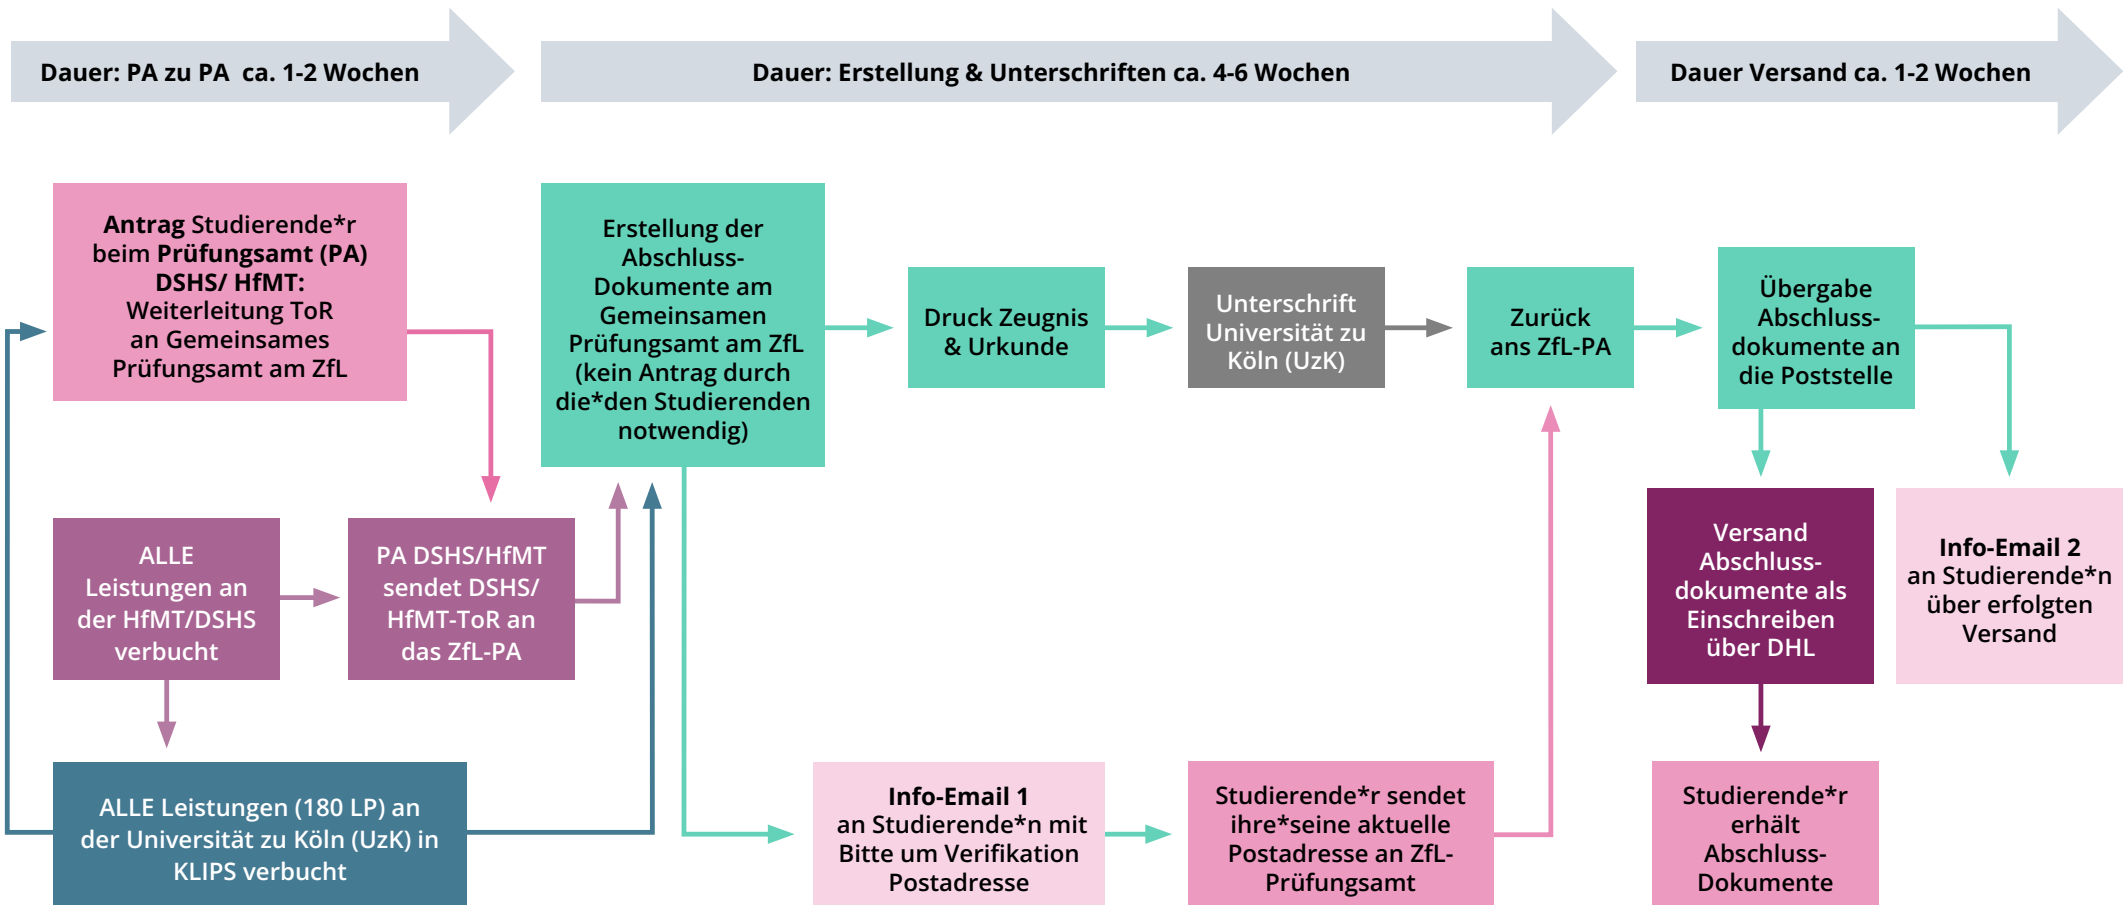 Dauer: PA zu PA ca. 1-2 Wochen
Dauer: Erstellung & Unterschriften ca. 4-6 Wochen
Dauer Versand ca. 1-2 Wochen
Antrag Studierende*r
beim Prüfungsamt (PA)
DSHS/ HfMT:
Weiterleitung ToR
an Gemeinsames
Prüfungsamt am ZfL
Erstellung der
Abschluss-
Dokumente am
Gemeinsamen
Prüfungsamt am ZfL
(kein Antrag durch
die*den Studierenden
notwendig)
Druck Zeugnis
& Urkunde
Unterschrift
Universität zu
Köln (UzK)
Zurück
ans ZfL-PA
Übergabe
Abschluss-
dokumente an
die Poststelle
ALLE
Leistungen an
der HfMT/DSHS
verbucht
PA DSHS/HfMT
sendet DSHS/
HfMT-ToR an
das ZfL-PA
Versand
Abschluss-
dokumente als
Einschreiben
über DHL
Info-Email 2
an Studierende*n
über erfolgten
Versand
ALLE Leistungen (180 LP) an
der Universität zu Köln (UzK) in
KLIPS verbucht
Info-Email 1
an Studierende*n mit
Bitte um Verifikation
Postadresse
Studierende*r sendet
ihre*seine aktuelle
Postadresse an ZfL-
Prüfungsamt
Studierende*r
erhält
Abschluss-
Dokumente